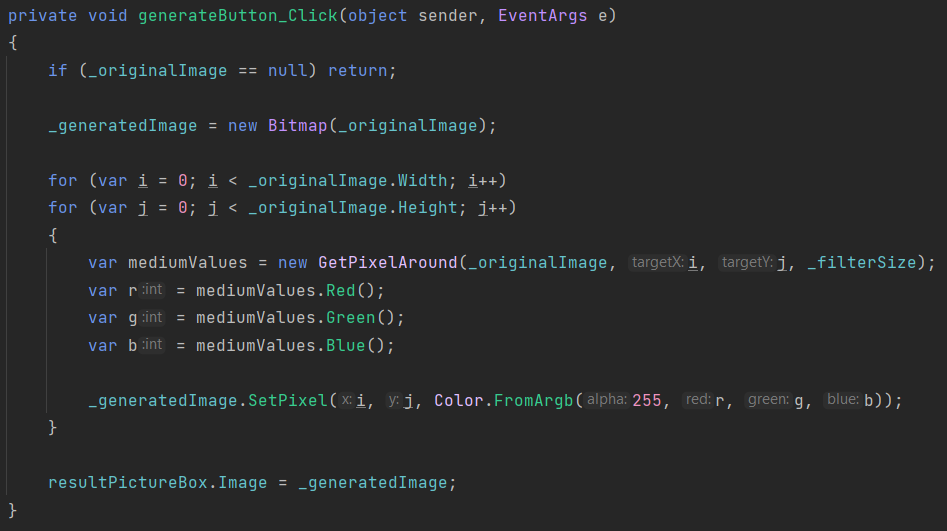 private void generateButton_Click(object sender, EventArgs e)
{
if (_originalImage == null) return;
_generatedImage = new Bitmap(_originalImage);
for (var i = 0; i < _originalImage.Width; i++)
for (var j = 0; j < _originalImage.Height; j++)
{
var mediumValues = new GetPixelAround(_originalImage, targetX: i, targetY: j, _filterSize);
var r :int = mediumValues.Red();
var g :int = mediumValues.Green();
var b :int = mediumValues.Blue();
_generatedImage.SetPixel(x: i, y: j, Color.FromArgb(alpha: 255, red: r, green: g, blue: b));
}
resultPictureBox.Image = _generatedImage;
}